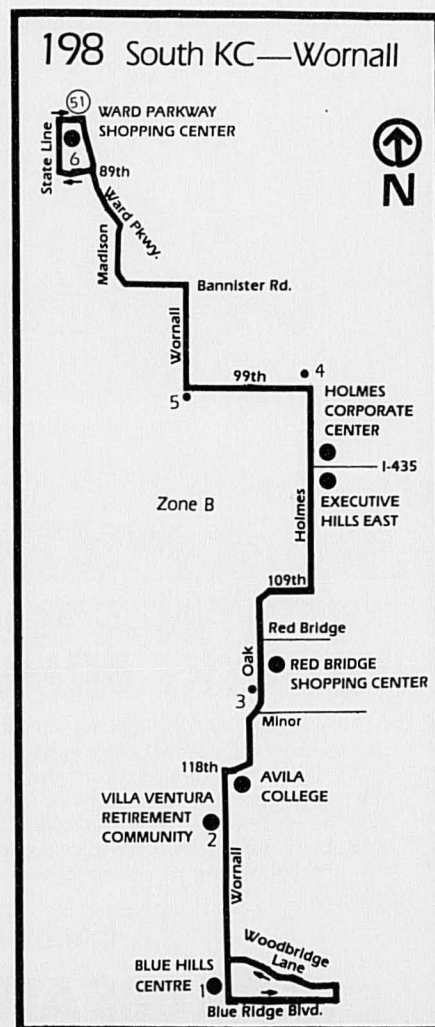 198 South KC—Wornall
51
WARD PARKWAY
SHOPPING CENTER
N
State Line
6
89th
Ward Pkwy.
Madison
Bannister Rd.
Wornall
99th
4
5
HOLMES
CORPORATE
CENTER
I-435
EXECUTIVE
HILLS EAST
Zone B
Holmes
109th
Red Bridge
Oak
RED BRIDGE
SHOPPING CENTER
3
Minor
118th
AVILA
COLLEGE
VILLA VENTURA
RETIREMENT
COMMUNITY
2
Wornall
Woodbridge
Lane
BLUE HILLS
CENTRE
1
Blue Ridge Blvd.